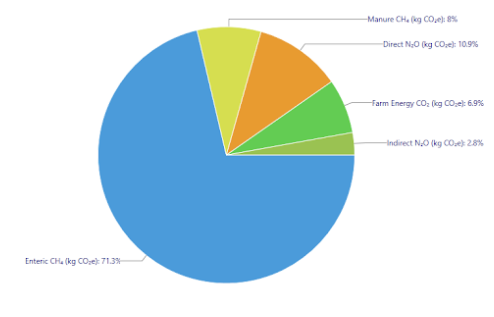 Manure CH₄ (kg CO₂e): 8%
Direct N₂O (kg CO₂e): 10.9%
Farm Energy CO₂ (kg CO₂e): 6.9%
Indirect N₂O (kg CO₂e): 2.8%
Enteric CH₄ (kg CO₂e): 71.3%